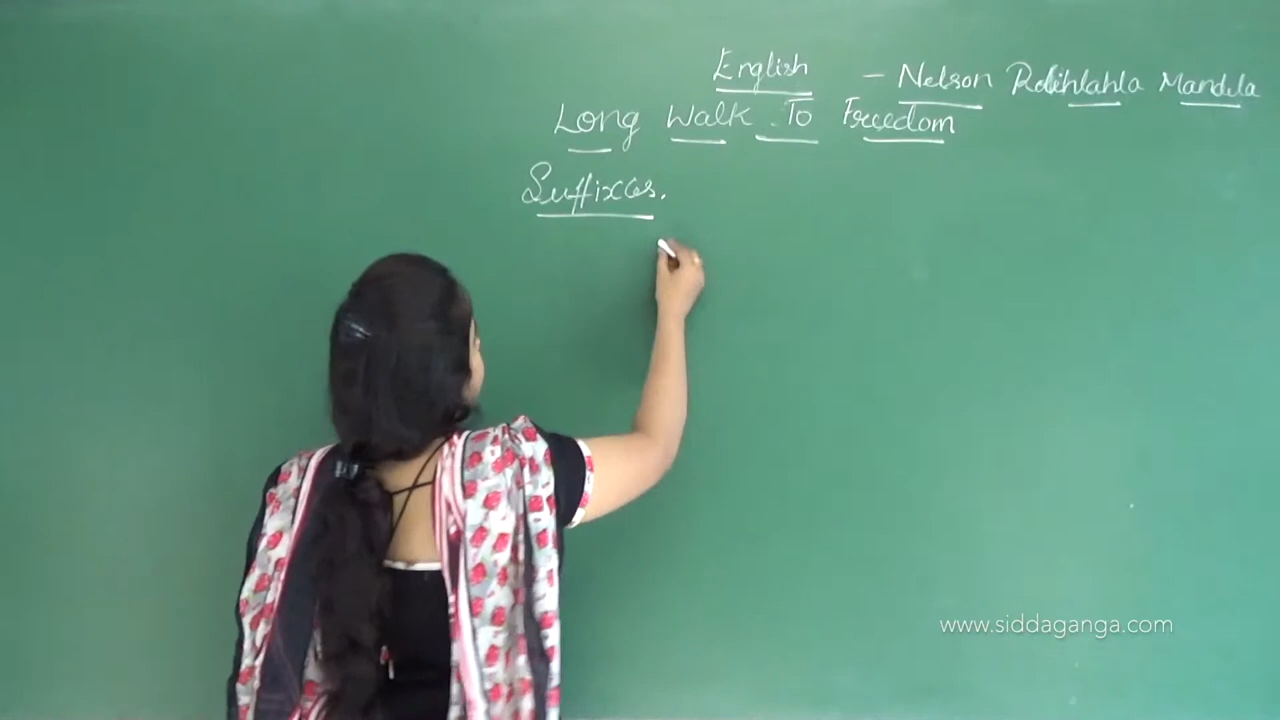 English - Nelson Rolihlahla Mandela
Long Walk To Freedom
Suffixes.
www.siddaganga.com